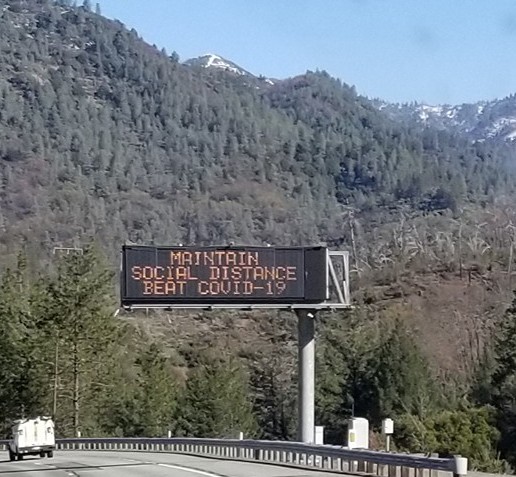 MAINTAIN
SOCIAL DISTANCE
BEAT COVID-19